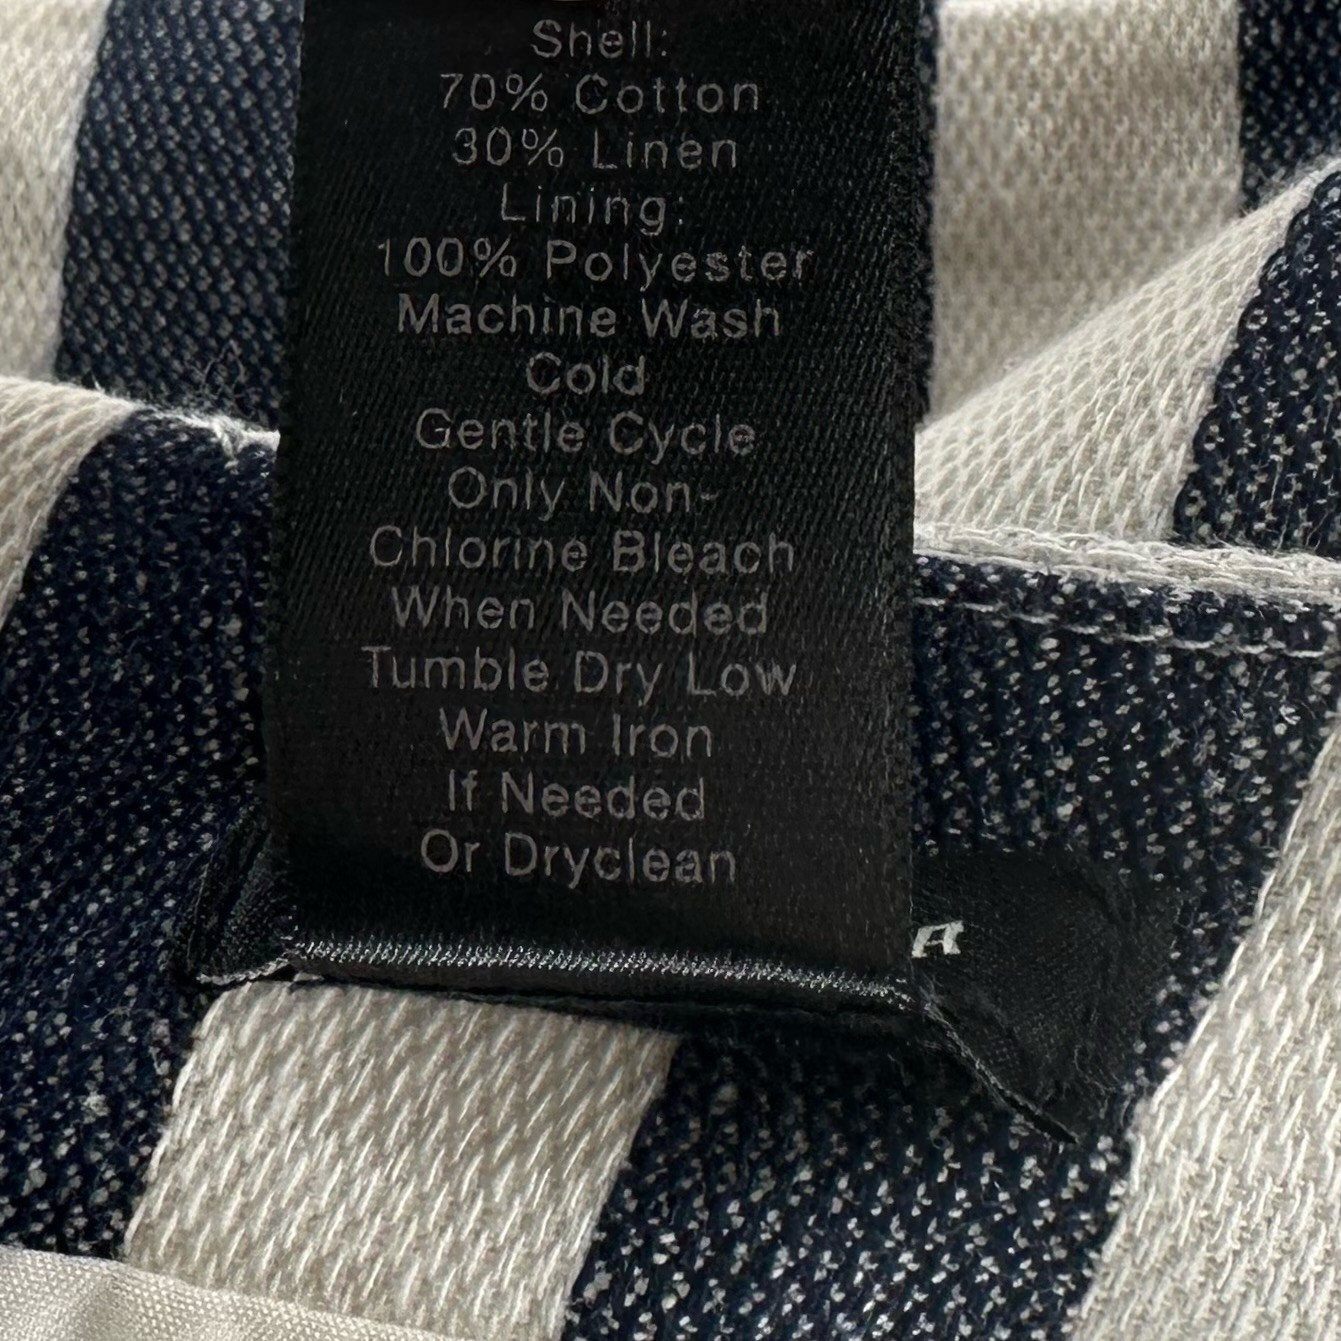 Shell:
70% Cotton
30% Linen
Lining:
100% Polyester
Machine Wash
Cold
Gentle Cycle
Only Non-
Chlorine Bleach
When Needed
Tumble Dry Low
Warm Iron
If Needed
Or Dryclean